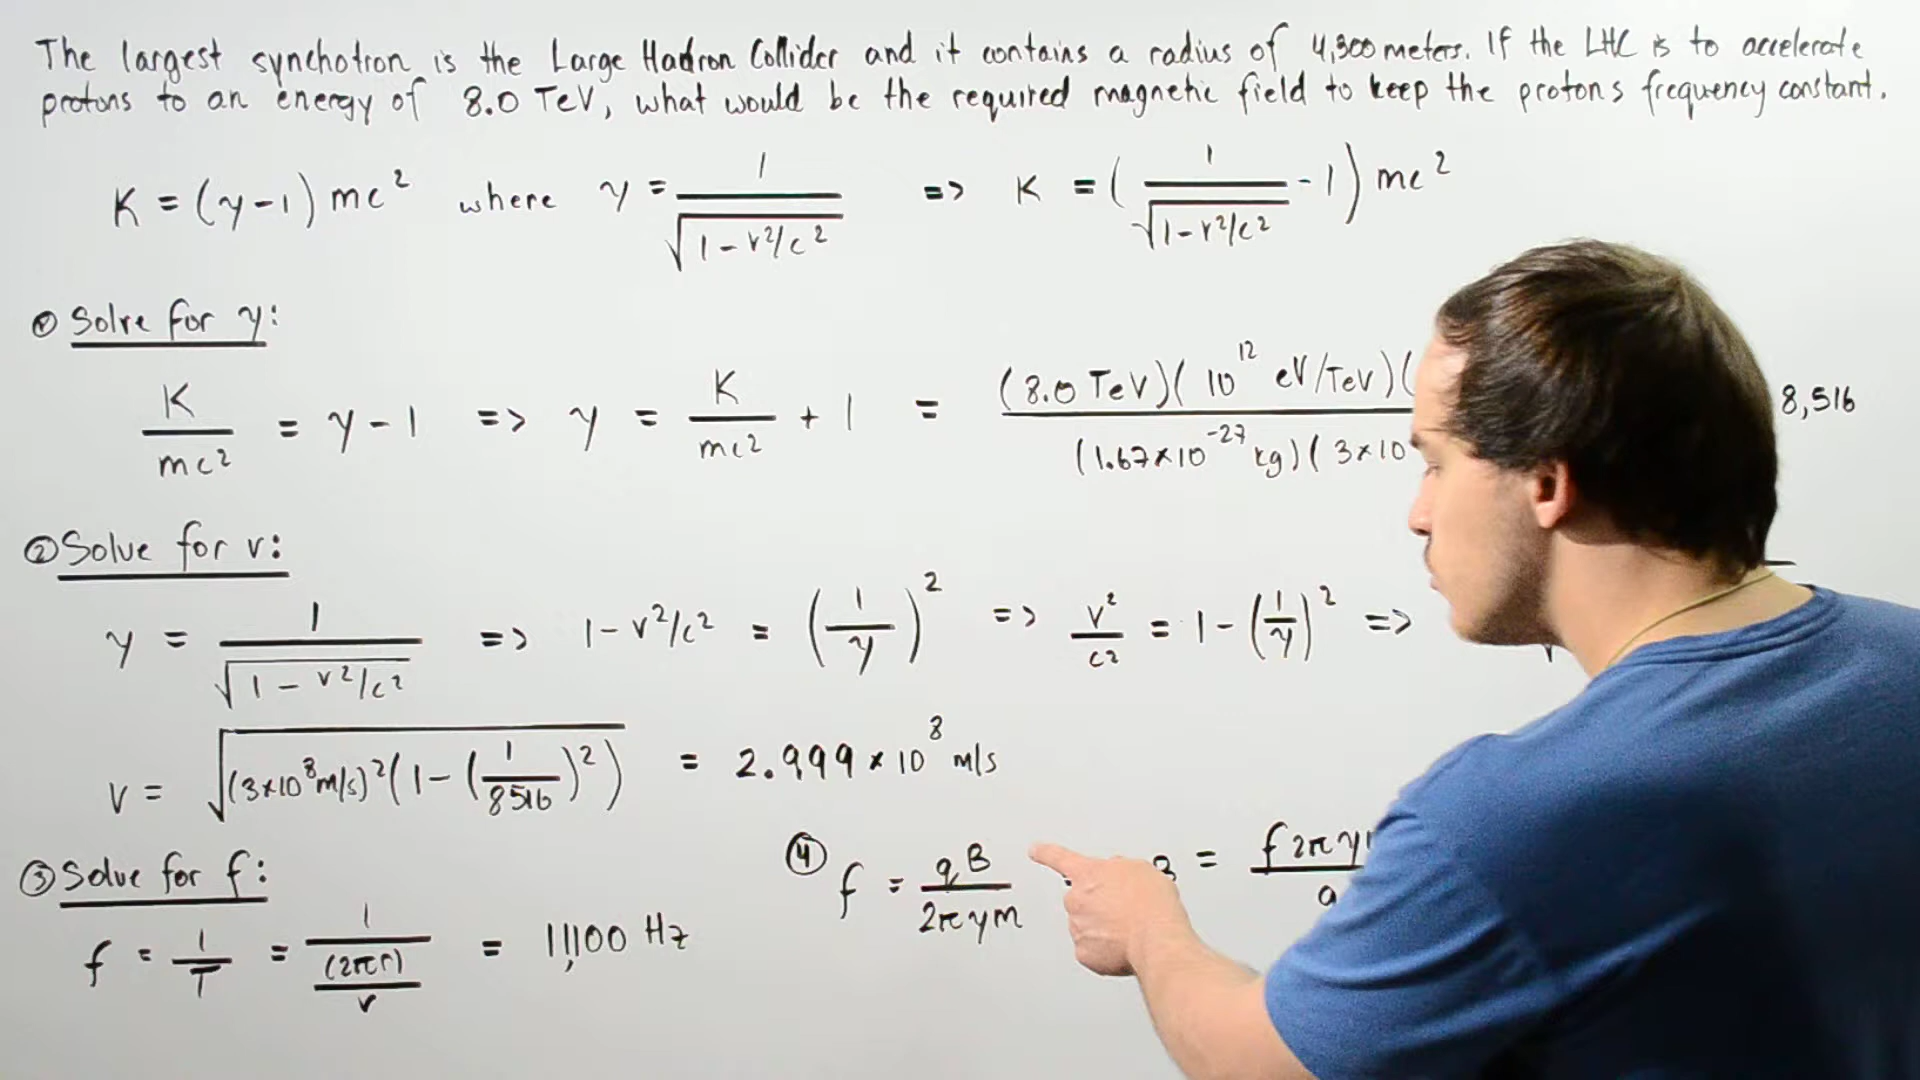 The largest synchotron is the Large Hadron Collider and it contains a radius of 4,300 meters. If the LHC is to accelerate
protons to an energy of 8.0 TeV, what would be the required magnetic field to keep the protons frequency constant.
K = (γ-1) mc² where γ = 1/√(1-v²/c²) => K = (1/√(1-v²/c²) - 1) mc²
① Solve for γ:
K/mc² = γ-1 => γ = K/mc² + 1 = (8.0 TeV)(10¹² eV/TeV)( / (1.67×10⁻²⁷ kg)(3×10 8,516
② Solve for v:
γ = 1/√(1-v²/c²) => 1-v²/c² = (1/γ)² => v²/c² = 1-(1/γ)² =>
v = √((3×10⁸ m/s)²(1-(1/8516)²)) = 2.999×10⁸ m/s
③ Solve for f:
f = 1/T = 1/((2πr)/v) = 11,100 Hz
④ f = qB/2πγm B = f2πγ